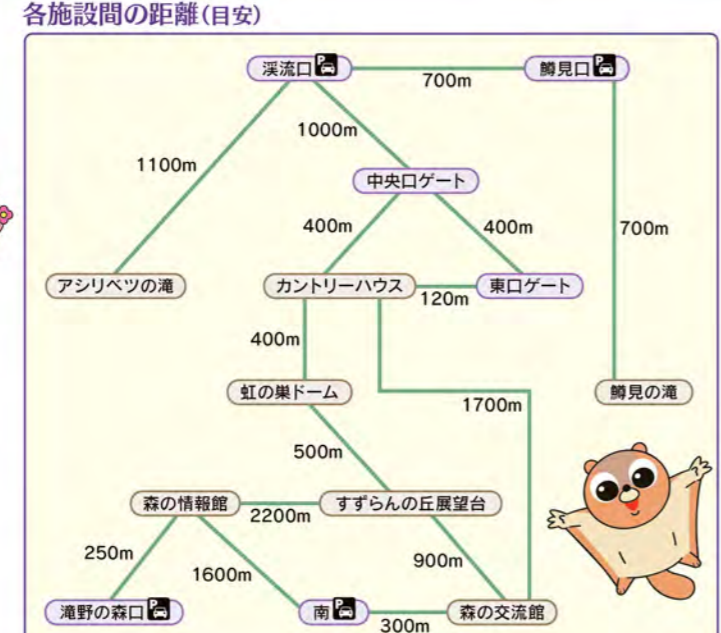 各施設間の距離(目安)
渓流口 P
鱒見口 P
700m
1000m
1100m
中央口ゲート
400m
400m
700m
アシリベツの滝
カントリーハウス
東口ゲート
120m
400m
虹の巣ドーム
鱒見の滝
1700m
500m
森の情報館
すずらんの丘展望台
2200m
250m
1600m
900m
滝野の森口 P
南 P
森の交流館
300m